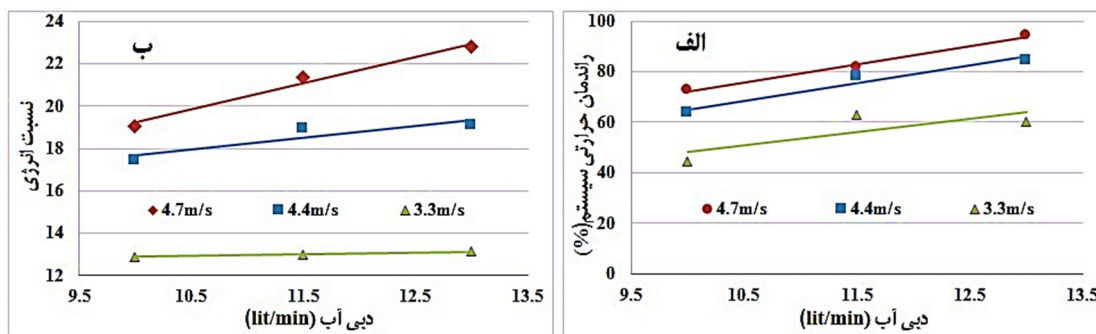 الف
راندمان حرارتی سیستم(%)
100
80
60
40
20
0
4.7m/s 4.4m/s 3.3m/s
9.5 10.5 11.5 12.5 13.5
دبی آب (lit/min)
ب
نسبت انرژی
24
22
20
18
16
14
12
4.7m/s 4.4m/s 3.3m/s
9.5 10.5 11.5 12.5 13.5
دبی آب (lit/min)